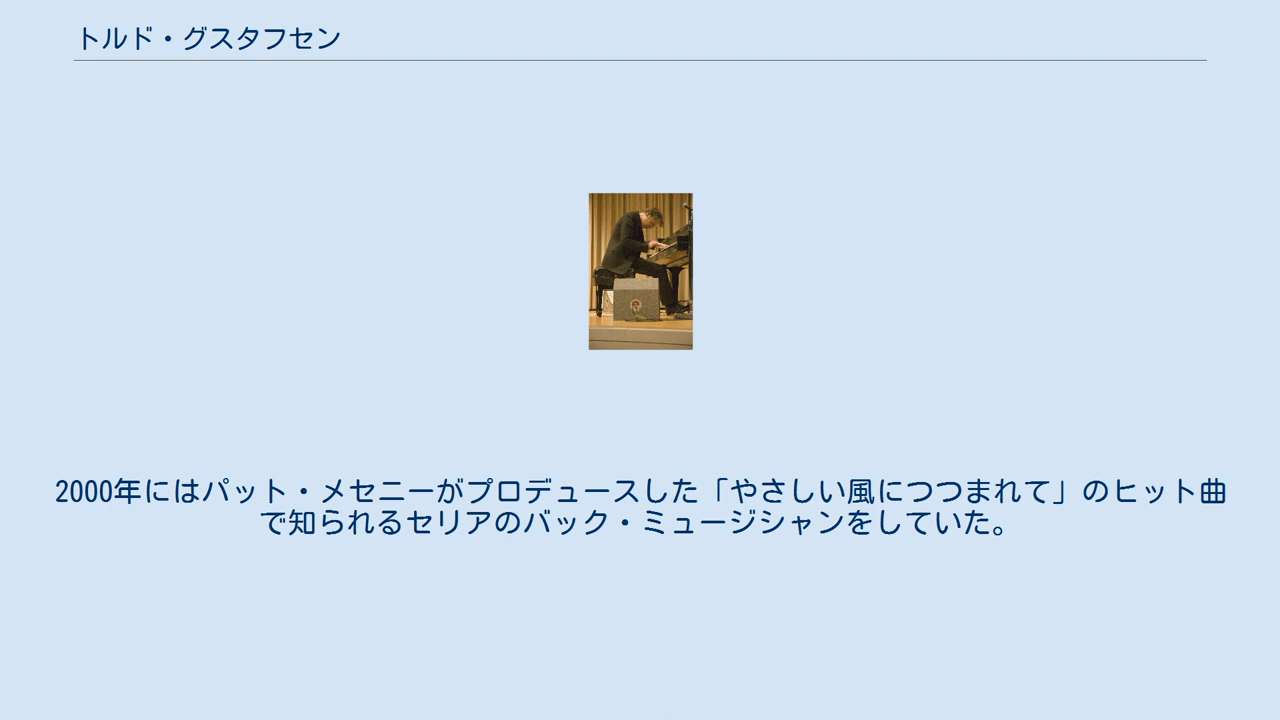 トルド・グスタフセン
2000年にはパット・メセニーがプロデュースした「やさしい風につつまれて」のヒット曲
で知られるセリアのバック・ミュージシャンをしていた。